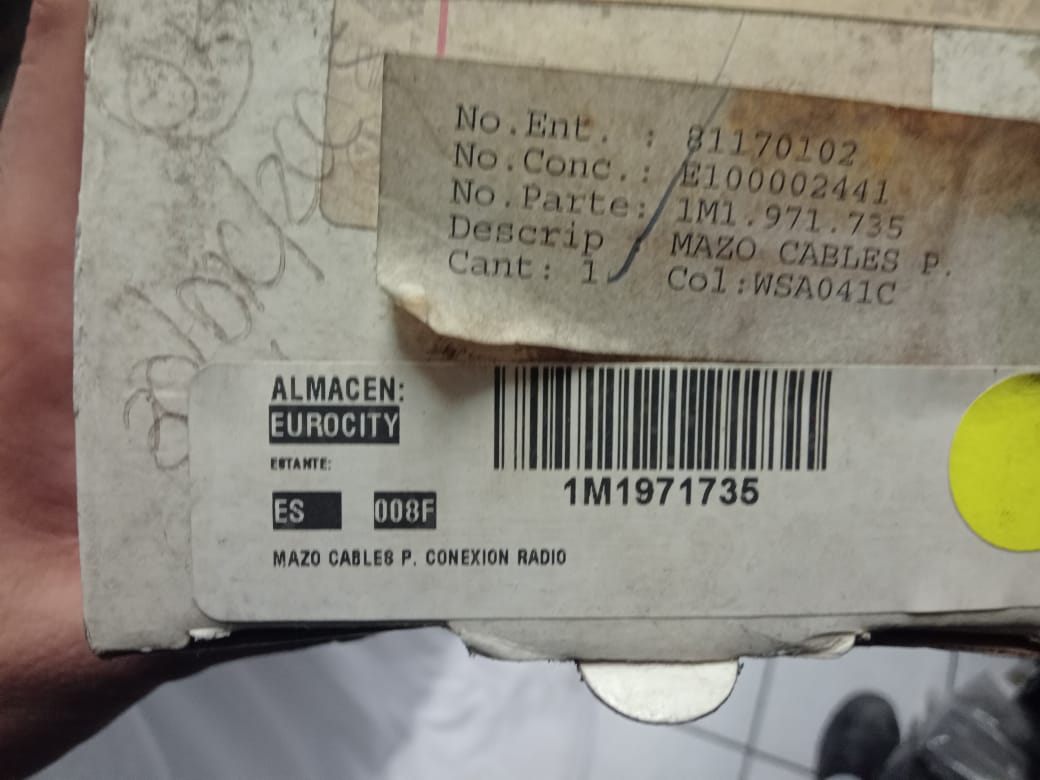 No.Ent. : 81170102
No.Conc.: E100002441
No.Parte: 1M1.971.735
Descrip : MAZO CABLES P.
Cant: 1 Col:WSA041C
ALMACEN:
EUROCITY
ESTANTE:
ES 008F
1M1971735
MAZO CABLES P. CONEXION RADIO